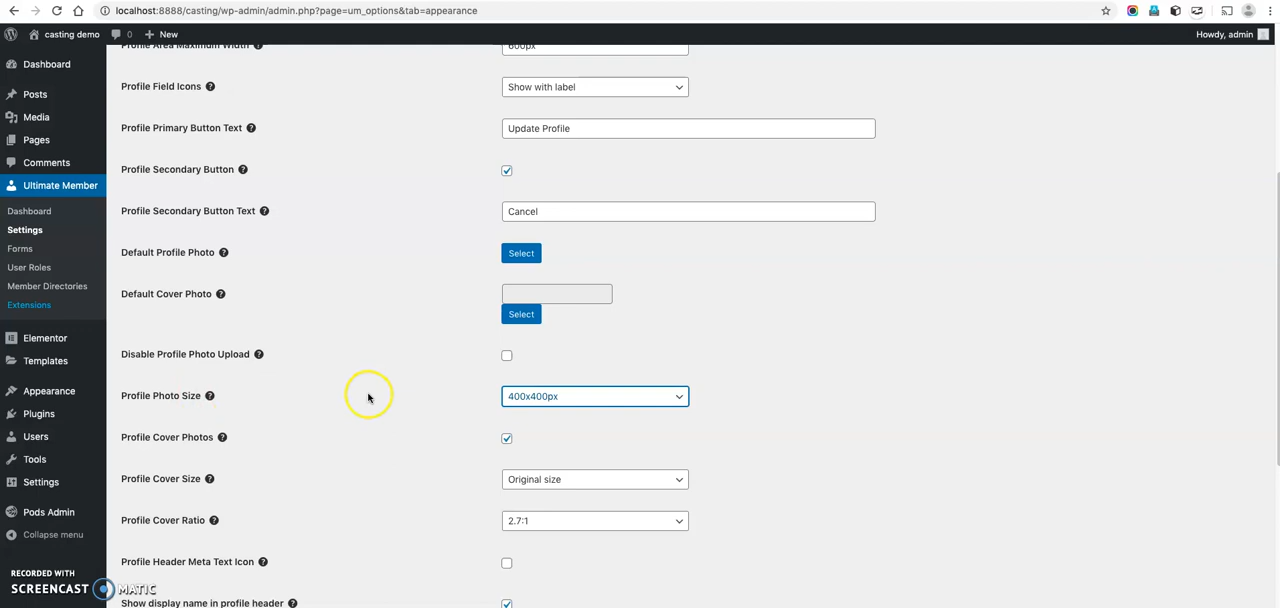 localhost:8888/casting/wp-admin/admin.php?page=um_options&tab=appearance
casting demo 0 + New Howdy, admin
Dashboard
Posts
Media
Pages
Comments
Ultimate Member
Dashboard
Settings
Forms
User Roles
Member Directories
Extensions
Elementor
Templates
Appearance
Plugins
Users
Tools
Settings
Pods Admin
Collapse menu
RECORDED WITH
SCREENCAST MATIC
Profile Area Maximum Width ? 600px
Profile Field Icons ? Show with label
Profile Primary Button Text ? Update Profile
Profile Secondary Button ?
Profile Secondary Button Text ? Cancel
Default Profile Photo ? Select
Default Cover Photo ?
Select
Disable Profile Photo Upload ?
Profile Photo Size ? 400x400px
Profile Cover Photos ?
Profile Cover Size ? Original size
Profile Cover Ratio ? 2.7:1
Profile Header Meta Text Icon ?
Show display name in profile header ?